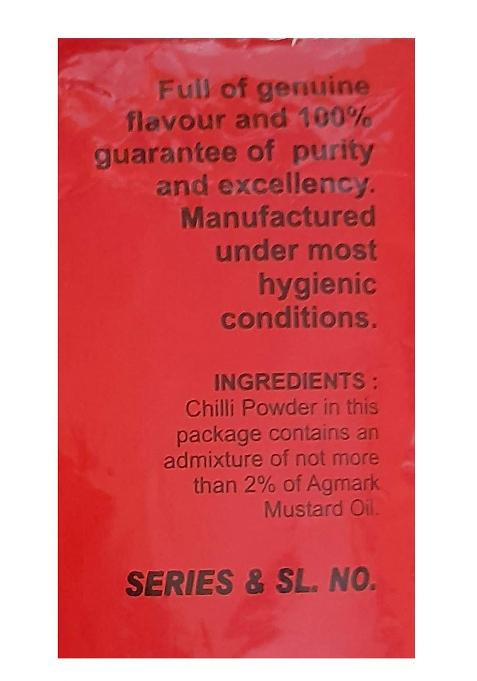 Full of genuine
flavour and 100%
guarantee of purity
and excellency.
Manufactured
under most
hygienic
conditions.
INGREDIENTS :
Chilli Powder in this
package contains an
admixture of not more
than 2% of Agmark
Mustard Oil.
SERIES & SL. NO.